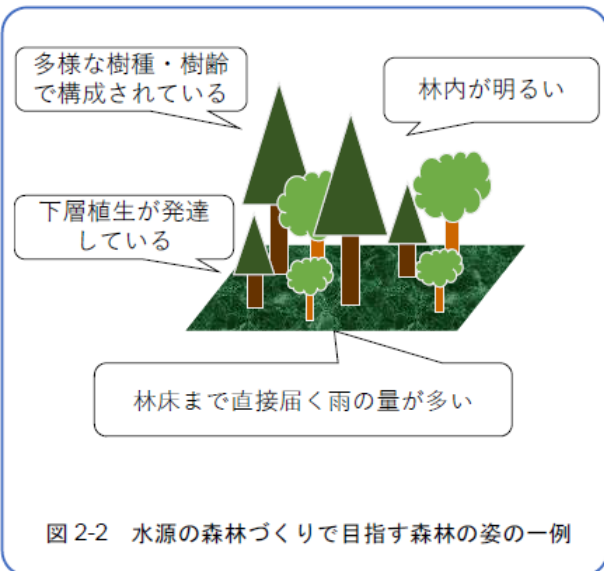 多様な樹種・樹齢
で構成されている
林内が明るい
下層植生が発達
している
林床まで直接届く雨の量が多い
図 2-2　水源の森林づくりで目指す森林の姿の一例